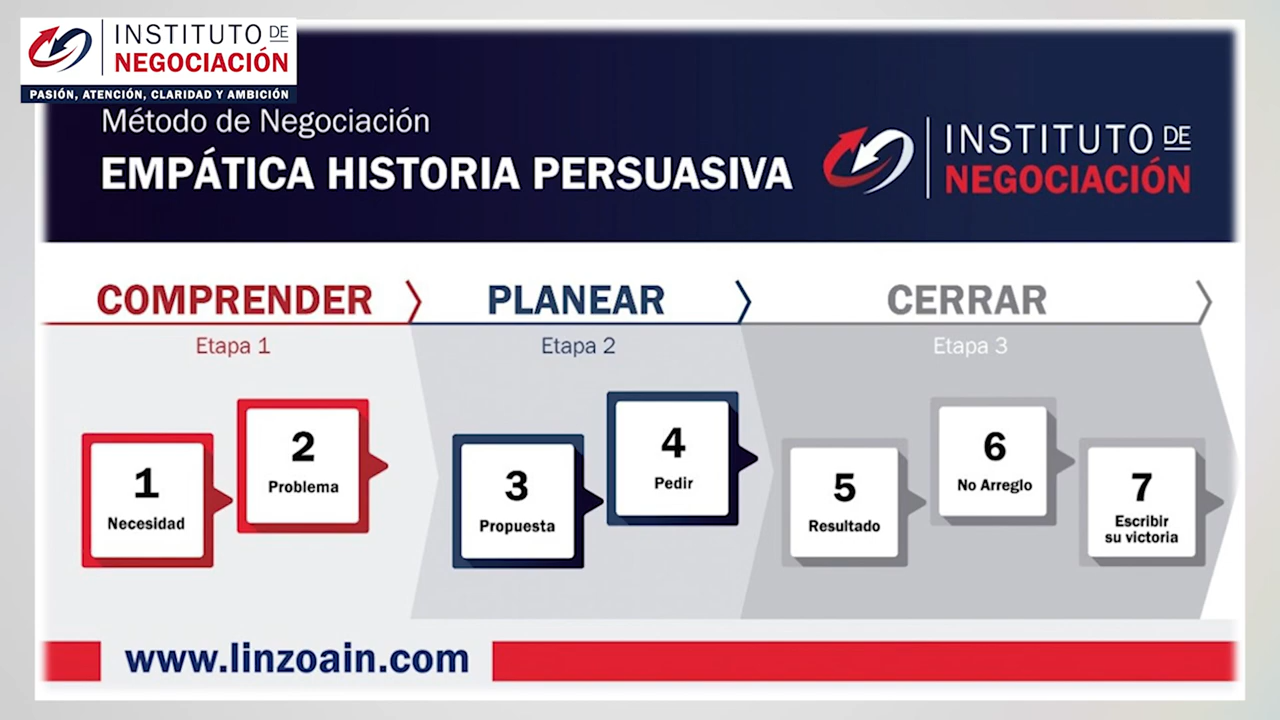 INSTITUTO DE
NEGOCIACIÓN
PASIÓN, ATENCIÓN, CLARIDAD Y AMBICIÓN
Método de Negociación
EMPÁTICA HISTORIA PERSUASIVA
INSTITUTO DE
NEGOCIACIÓN
COMPRENDER
Etapa 1
PLANEAR
Etapa 2
CERRAR
Etapa 3
1
Necesidad
2
Problema
3
Propuesta
4
Pedir
5
Resultado
6
No Arreglo
7
Escribir
su victoria
www.linzoain.com